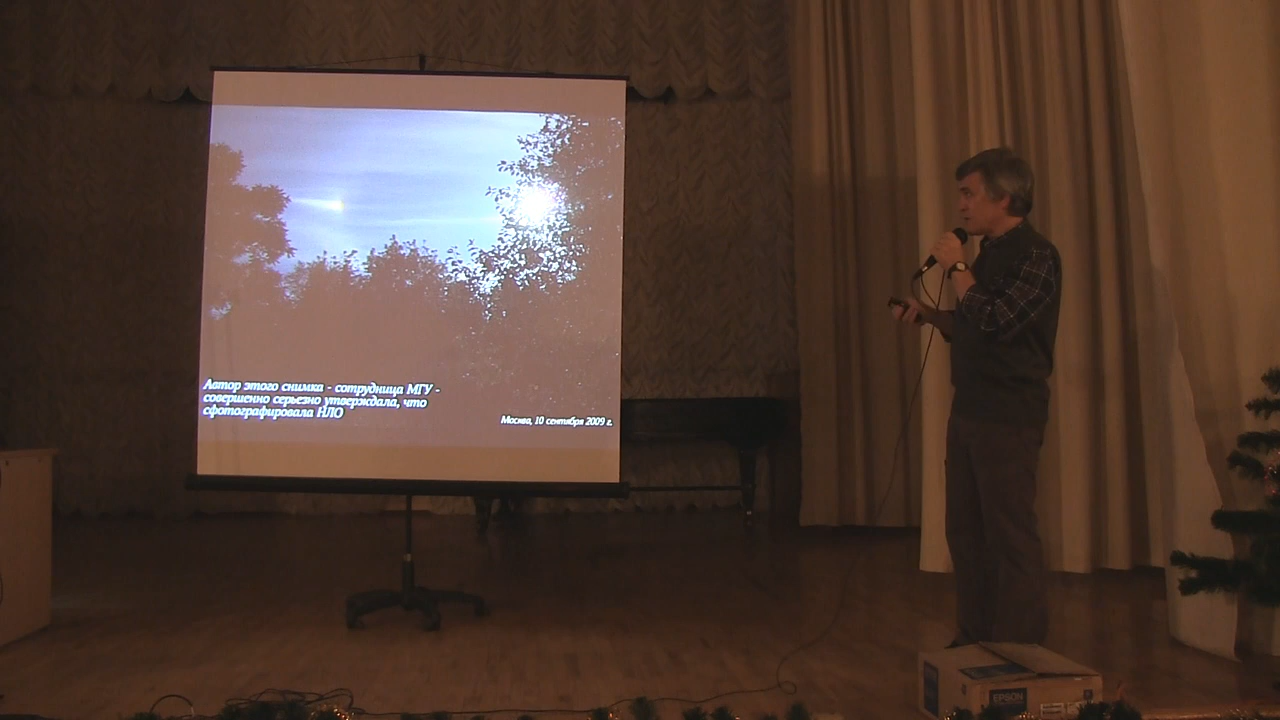 Автор этого снимка - сотрудница МГУ -
совершенно серьезно утверждала, что
сфотографировала НЛО
Москва, 10 сентября 2009 г.
EPSON